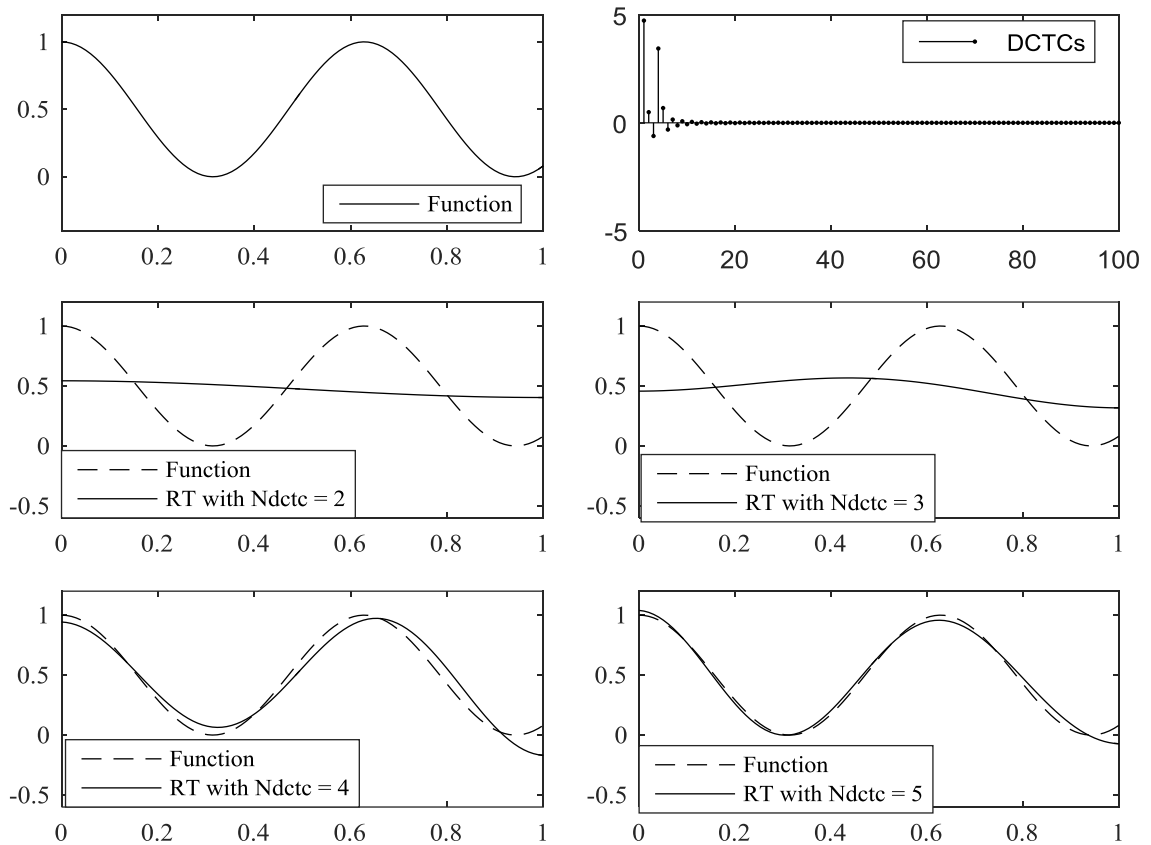 1
0.5
0
Function
0 0.2 0.4 0.6 0.8 1
5
0
-5
DCTCs
0 20 40 60 80 100
1
0.5
0
-0.5
Function
RT with Ndctc = 2
0 0.2 0.4 0.6 0.8 1
1
0.5
0
-0.5
Function
RT with Ndctc = 3
0 0.2 0.4 0.6 0.8 1
1
0.5
0
-0.5
Function
RT with Ndctc = 4
0 0.2 0.4 0.6 0.8 1
1
0.5
0
-0.5
Function
RT with Ndctc = 5
0 0.2 0.4 0.6 0.8 1